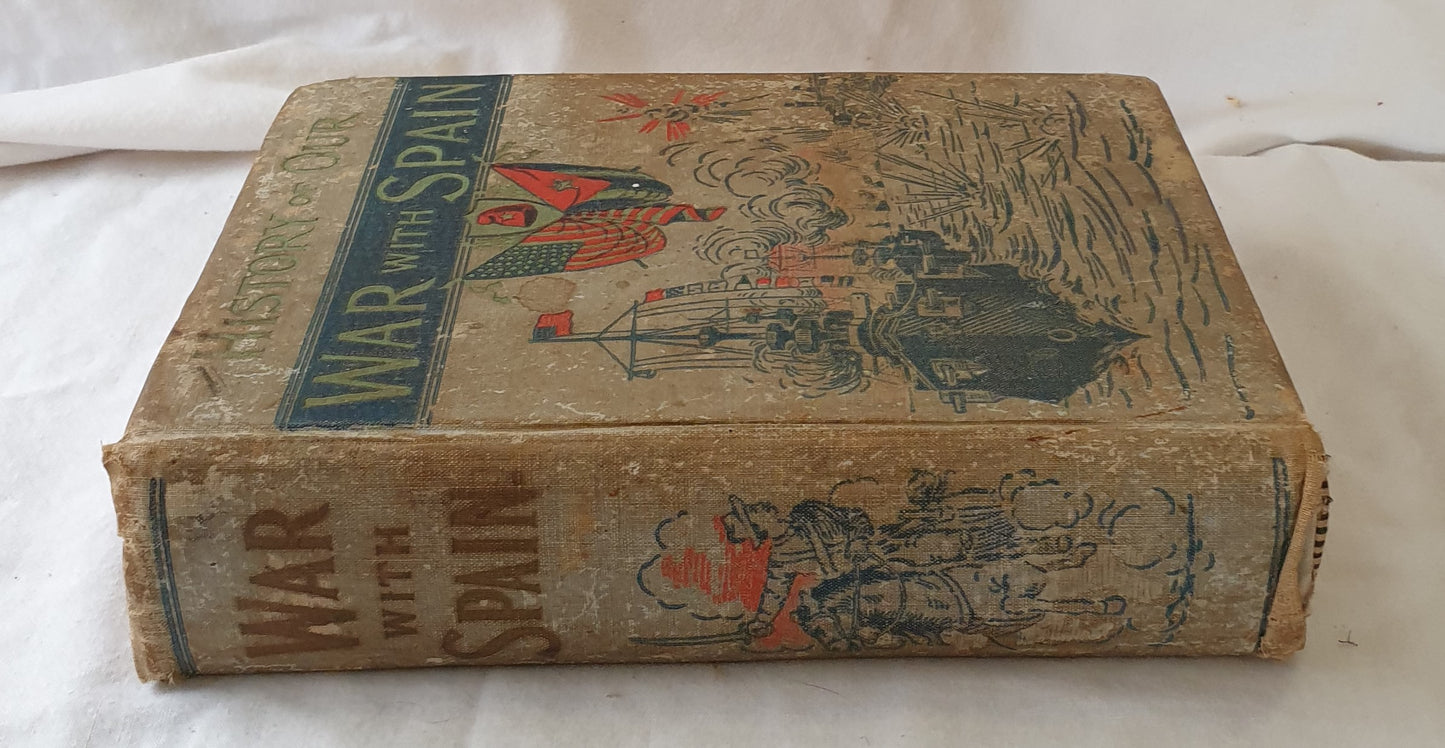 HISTORY OF OUR
WAR WITH SPAIN
WAR
WITH
SPAIN